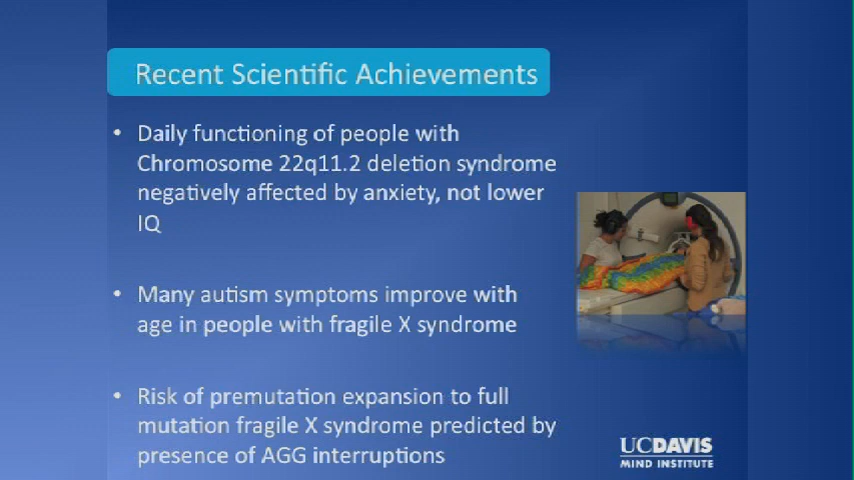 Recent Scientific Achievements
• Daily functioning of people with
Chromosome 22q11.2 deletion syndrome
negatively affected by anxiety, not lower
IQ
• Many autism symptoms improve with
age in people with fragile X syndrome
• Risk of premutation expansion to full
mutation fragile X syndrome predicted by
presence of AGG interruptions
UCDAVIS
MIND INSTITUTE